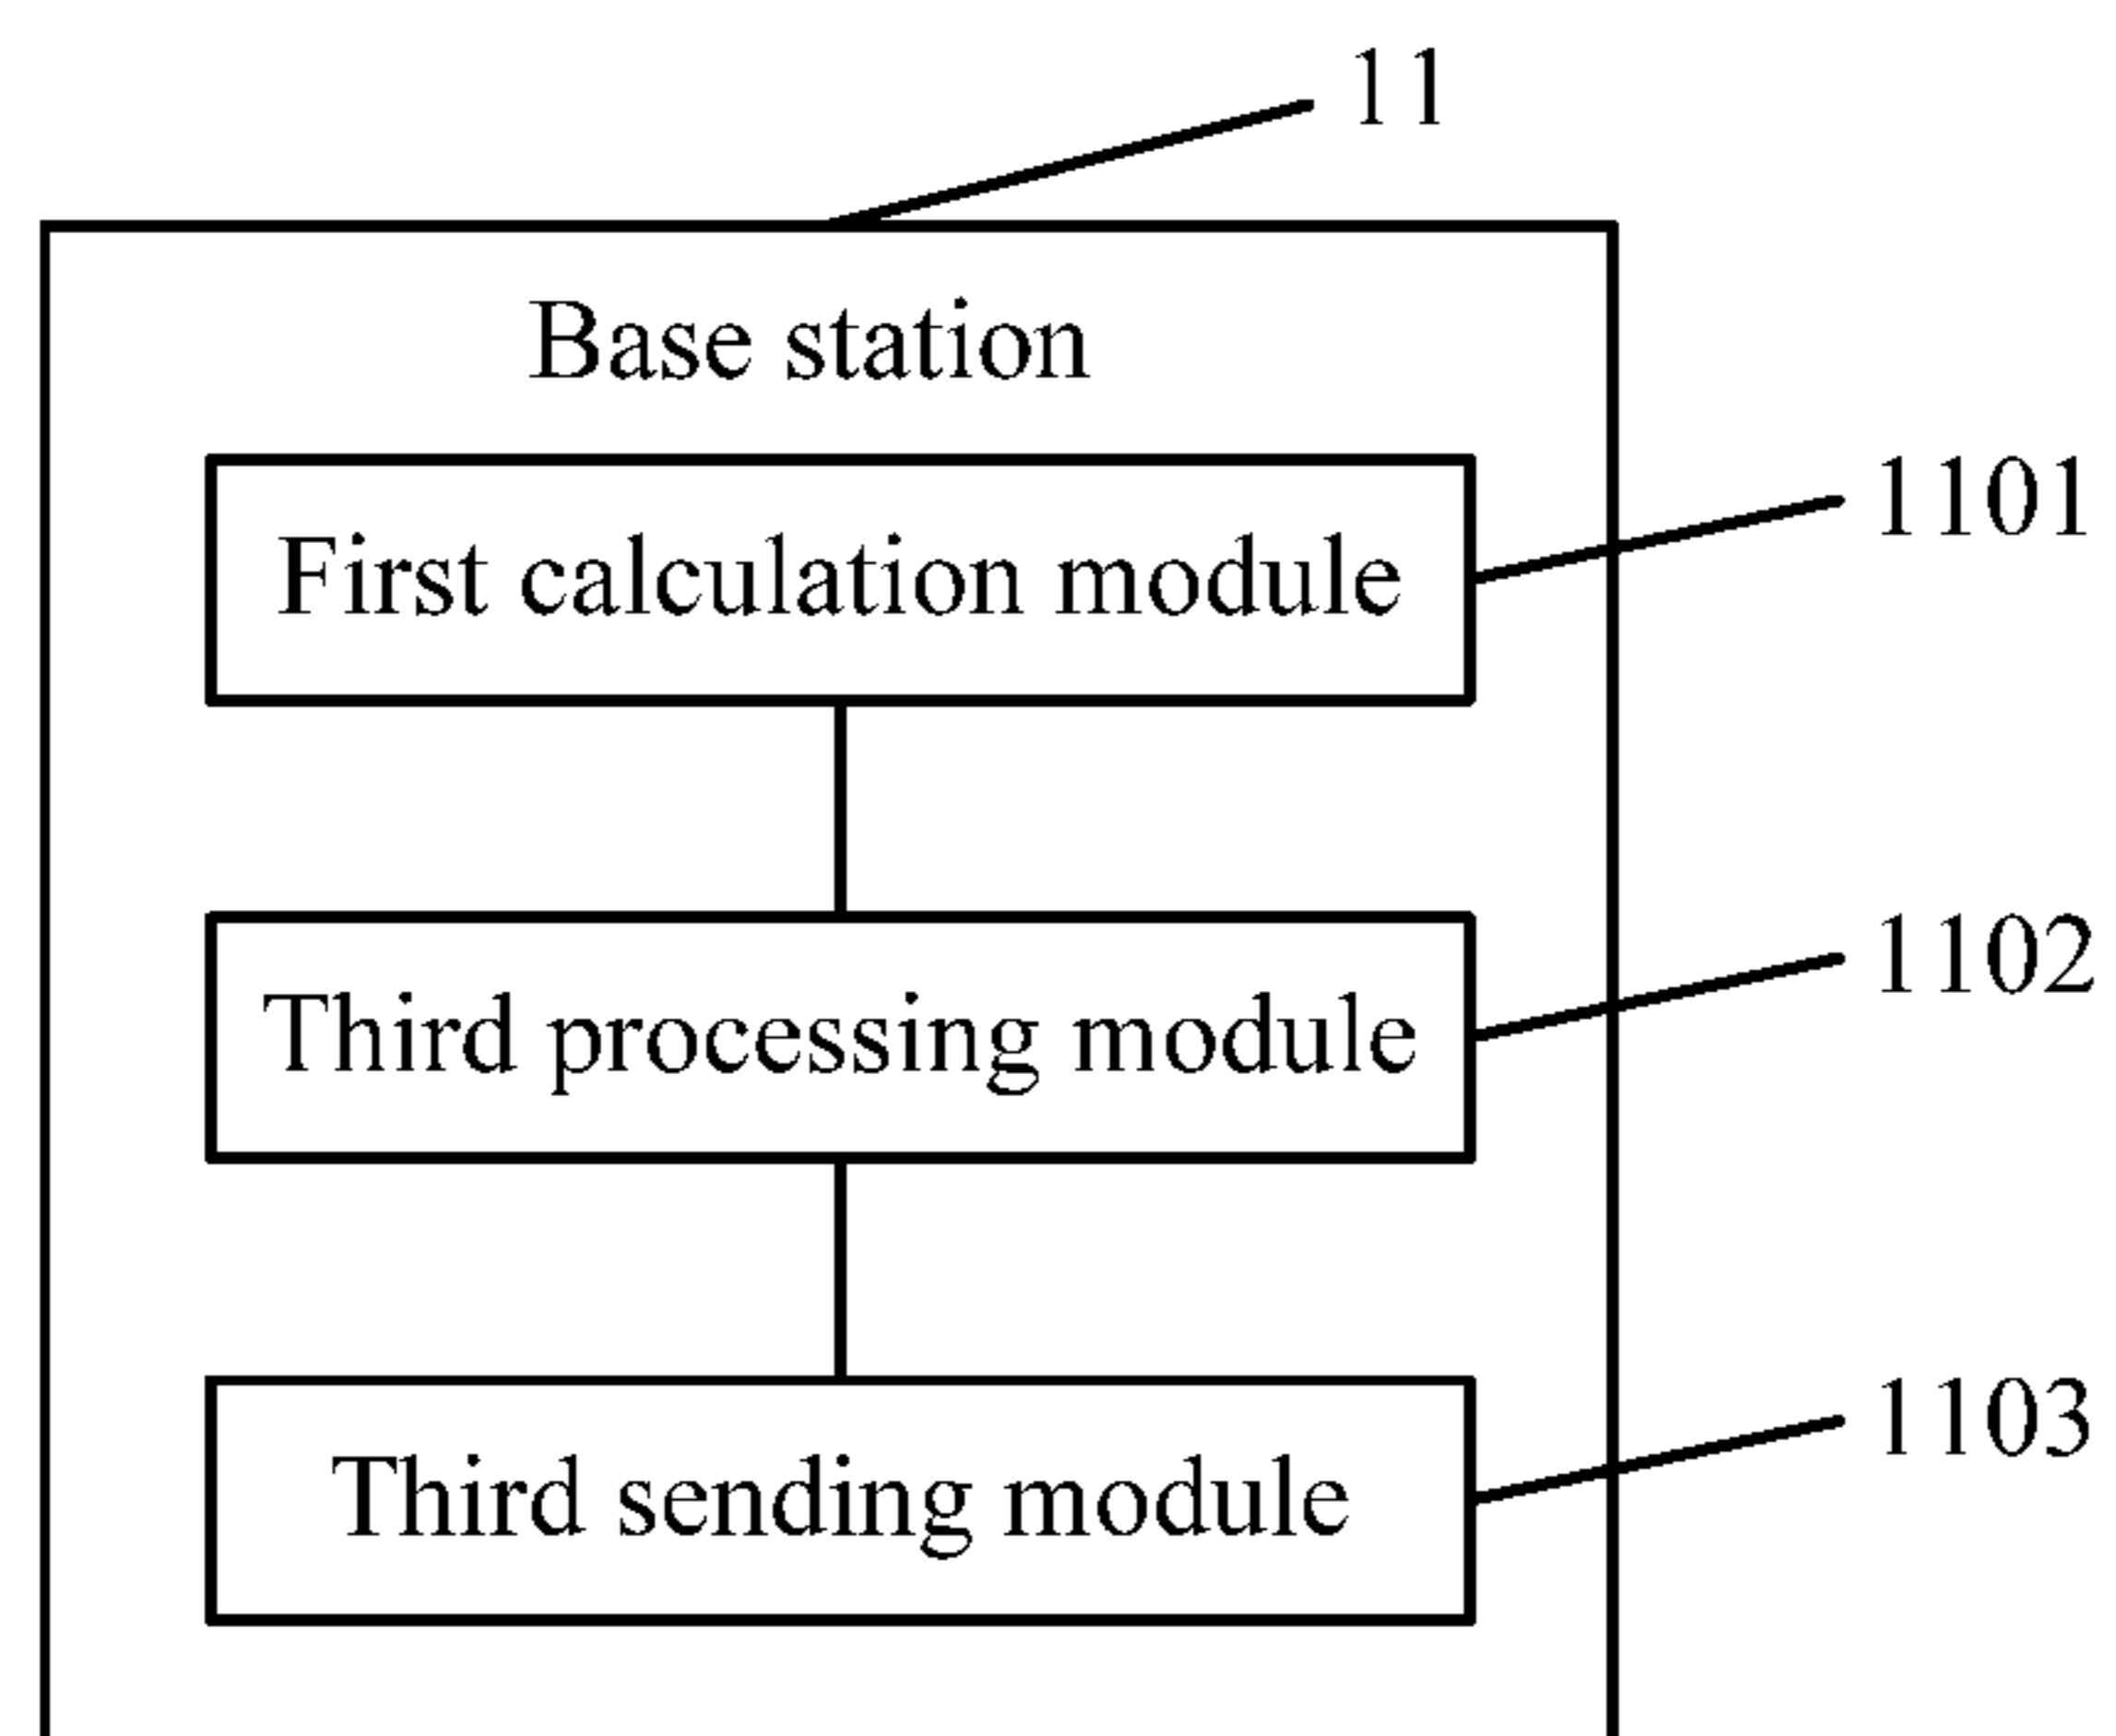 11
Base station
1101
First calculation module
1102
Third processing module
1103
Third sending module